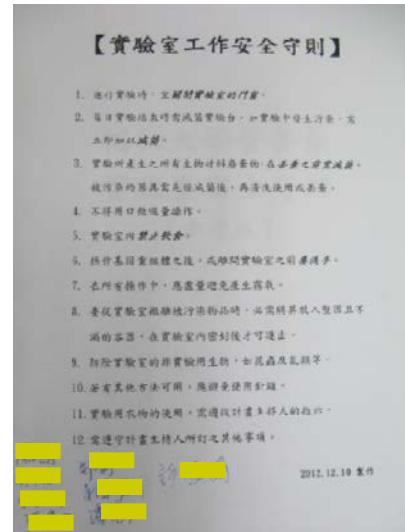 【實驗室工作安全守則】
1. 進行實驗時,宜關閉實驗室的門窗。
2. 每日實驗結束時需滅菌實驗台,如實驗中發生污染,需
立即加以滅菌。
3. 實驗所產生之所有生物材料廢棄物,在丟棄之前需滅菌。
被污染的器具需先經滅菌後,再清洗使用或丟棄。
4. 不得用口做吸量操作。
5. 實驗室內禁止飲食。
6. 操作基因重組體之後,或離開實驗室之前要洗手。
7. 在所有操作中,應盡量避免產生霧氣。
8. 要從實驗室搬離被污染物品時,必需將其放入堅固且不
漏的容器,在實驗室內密封後才可運走。
9. 防除實驗室的非實驗用生物,如昆蟲及鼠類等。
10. 若有其他方法可用,應避免使用針維。
11. 實驗用衣物的使用,需遵從計畫主持人的指示。
12. 需遵守計畫主持人所訂之其他事項。
許
2012.12.10 製作